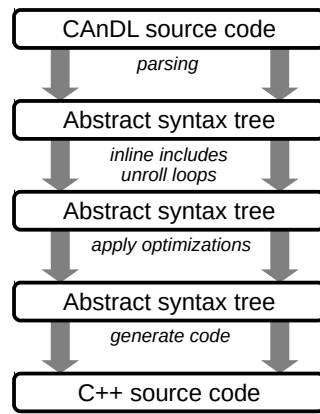 CAnDL source code
parsing
Abstract syntax tree
inline includes
unroll loops
Abstract syntax tree
apply optimizations
Abstract syntax tree
generate code
C++ source code